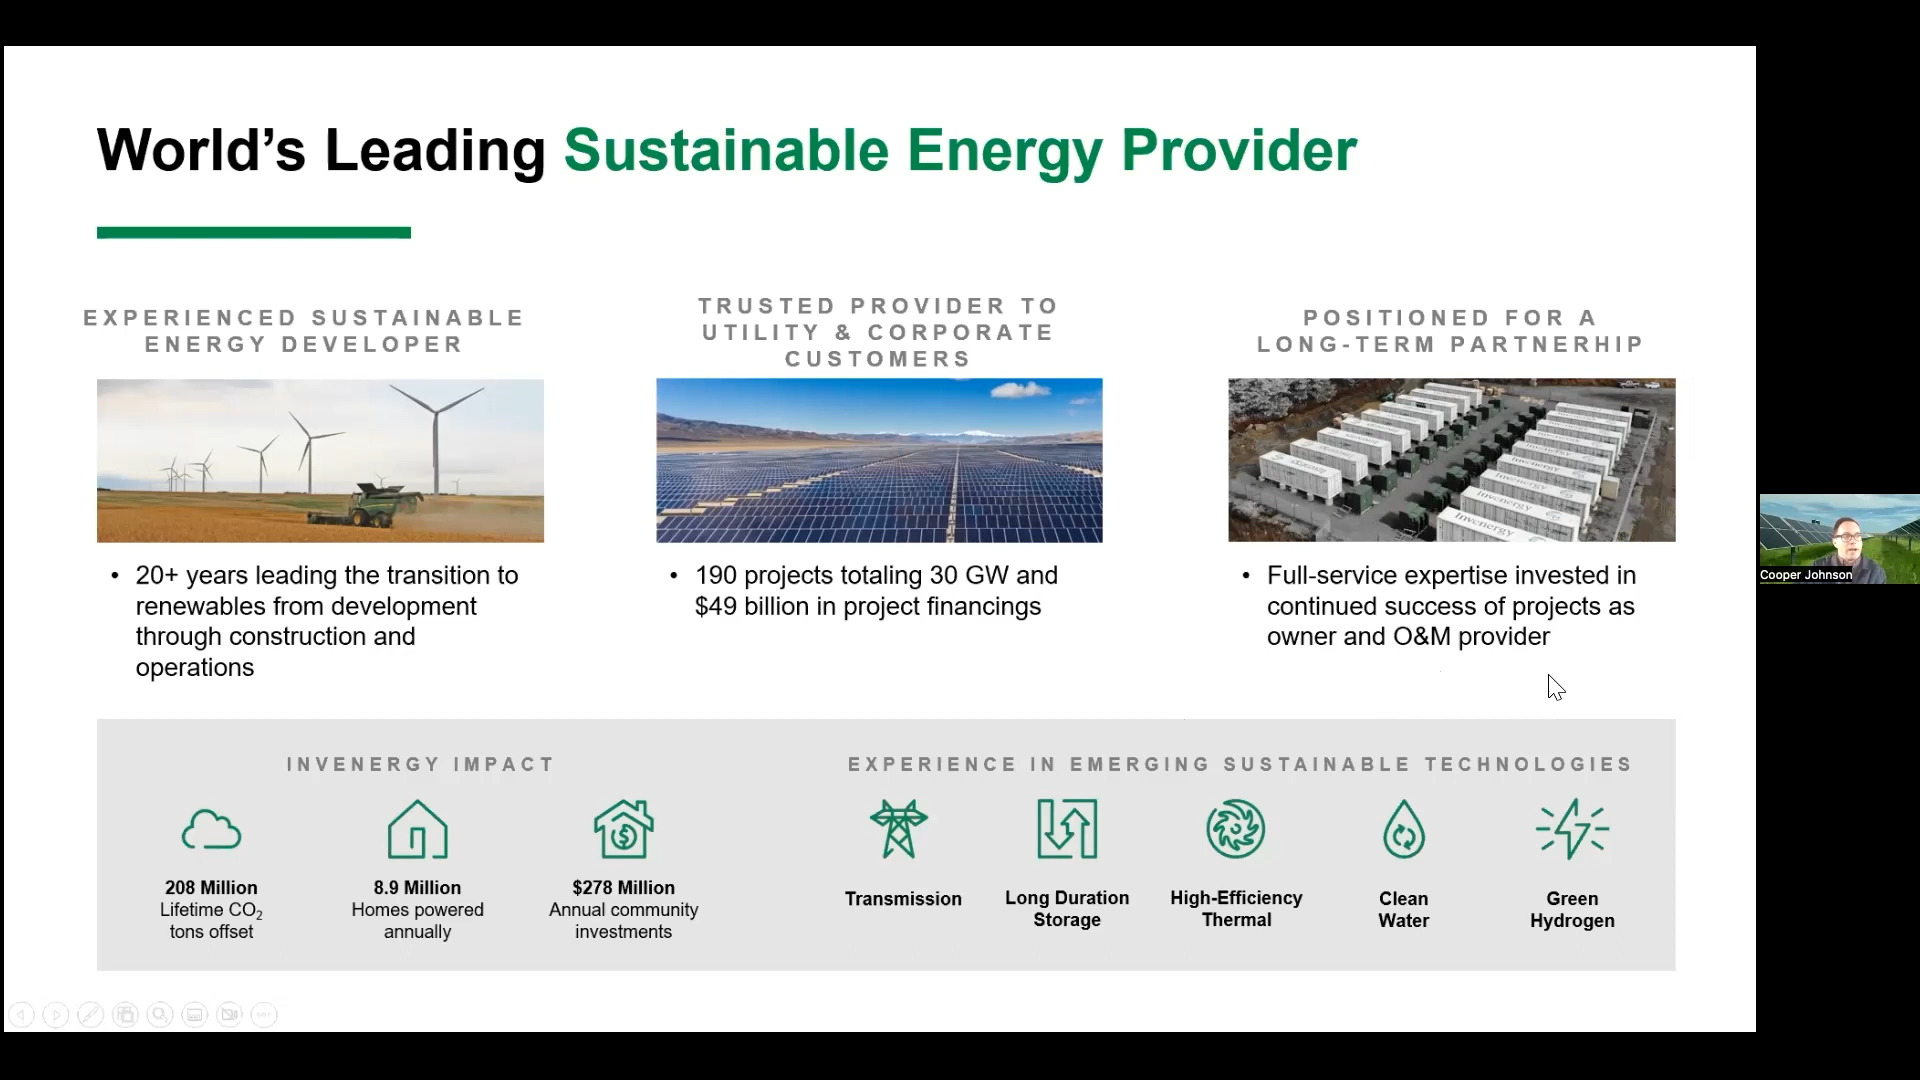 World's Leading Sustainable Energy Provider
EXPERIENCED SUSTAINABLE
ENERGY DEVELOPER
• 20+ years leading the transition to
renewables from development
through construction and
operations
TRUSTED PROVIDER TO
UTILITY & CORPORATE
CUSTOMERS
• 190 projects totaling 30 GW and
$49 billion in project financings
POSITIONED FOR A
LONG-TERM PARTNERHIP
Invenergy
Invenergy
Invenergy
Invenergy
• Full-service expertise invested in
continued success of projects as
owner and O&M provider
Cooper Johnson
INVENERGY IMPACT
208 Million
Lifetime CO₂
tons offset
8.9 Million
Homes powered
annually
$278 Million
Annual community
investments
EXPERIENCE IN EMERGING SUSTAINABLE TECHNOLOGIES
Transmission
Long Duration
Storage
High-Efficiency
Thermal
Clean
Water
Green
Hydrogen